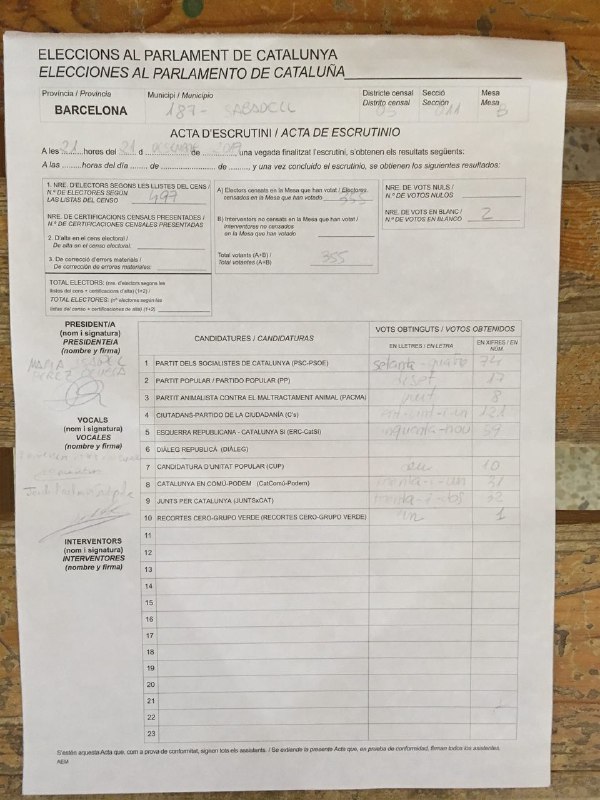 ELECCIONS AL PARLAMENT DE CATALUNYA
ELECCIONES AL PARLAMENTO DE CATALUÑA
Província / Provincia
BARCELONA
Municipi / Municipio
187 - SABADELL
Districte censal
Distrito censal
03
Secció
Sección
011
Mesa
Mesa
B
ACTA D'ESCRUTINI / ACTA DE ESCRUTINIO
A les 21 hores del 21 d desembre de una vegada finalitzat l'escrutini, s'obtenen els resultats següents:
A las ..........horas del día .......... de .................... de .......... y una vez concluido el escrutinio, se obtienen los siguientes resultados:
1. NRE. D'ELECTORS SEGONS LES LLISTES DEL CENS /
N.º DE ELECTORES SEGÚN
LAS LISTAS DEL CENSO 497
NRE. DE CERTIFICACIONS CENSALS PRESENTADES /
N.º DE CERTIFICACIONES CENSALES PRESENTADAS
2. D'alta en el cens electoral /
De alta en el censo electoral:
3. De correcció d'errors materials /
De corrección de errores materiales:
TOTAL ELECTORS: (nre. d'electors segons les
llistes del cens + certificacions d'alta) (1+2) /
TOTAL ELECTORES: (nº electores según las
listas del censo + certificaciones de alta) (1+2)
A) Electors censats en la Mesa que han votat / Electores
censados en la Mesa que han votado 355
B) Interventors no censats en la Mesa que han votat /
Interventores no censados
en la Mesa que han votado
Total votants (A+B) /
Total votantes (A+B) 355
NRE. DE VOTS NULS /
N.º DE VOTOS NULOS
NRE. DE VOTS EN BLANC /
N.º DE VOTOS EN BLANCO 2
PRESIDENT/A
(nom i signatura)
PRESIDENTE/A
(nombre y firma)
MARIA
PEREZ
VOCALS
(nom i signatura)
VOCALES
(nombre y firma)
INTERVENTORS
(nom i signatura)
INTERVENTORES
(nombre y firma)
CANDIDATURES / CANDIDATURAS
VOTS OBTINGUTS / VOTOS OBTENIDOS
EN LLETRES / EN LETRA
EN XIFRES / EN NÚM.
1 PARTIT DELS SOCIALISTES DE CATALUNYA (PSC-PSOE) setanta-quatre 74
2 PARTIT POPULAR / PARTIDO POPULAR (PP) disset 17
3 PARTIT ANIMALISTA CONTRA EL MALTRACTAMENT ANIMAL (PACMA) vuit 8
4 CIUTADANS-PARTIDO DE LA CIUDADANÍA (C's) cent vint-i-un 121
5 ESQUERRA REPUBLICANA - CATALUNYA SÍ (ERC-CatSí) cinquanta-nou 59
6 DIÀLEG REPUBLICÀ (DIÀLEG)
7 CANDIDATURA D'UNITAT POPULAR (CUP) deu 10
8 CATALUNYA EN COMÚ-PODEM (CatComú-Podem) trenta-i-un 31
9 JUNTS PER CATALUNYA (JUNTSxCAT) trenta-i-dos 32
10 RECORTES CERO-GRUPO VERDE (RECORTES CERO-GRUPO VERDE) un 1
11
12
13
14
15
16
17
18
19
20
21
22
23
S'estén aquesta Acta que, com a prova de conformitat, signen tots els assistents. / Se extiende la presente Acta que, en prueba de conformidad, firman todos los asistentes.
AEM